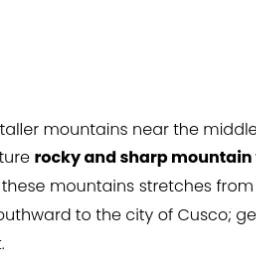 taller mountains near the middle
ture rocky and sharp mountain
these mountains stretches from
outhward to the city of Cusco; ge
.